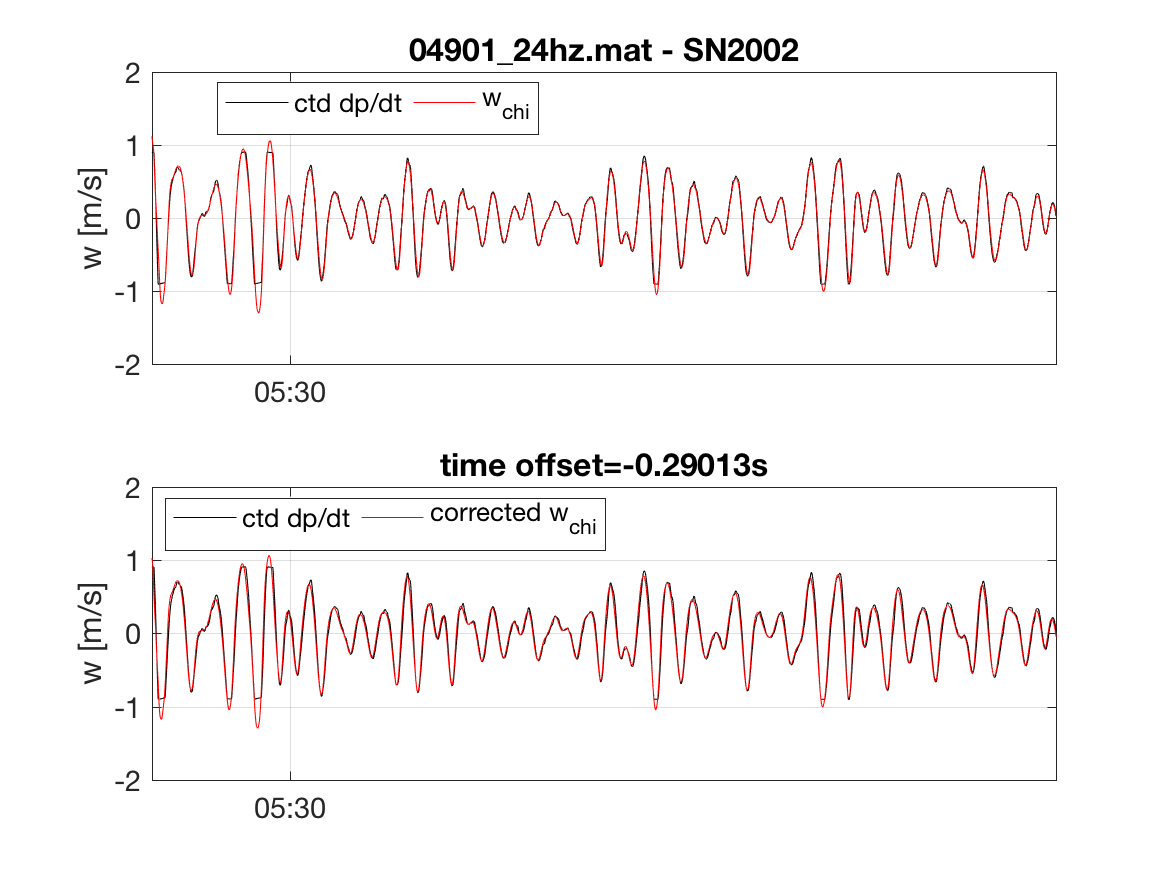 04901_24hz.mat - SN2002
ctd dp/dt w_chi
2
1
0
-1
-2
w [m/s]
05:30
time offset=-0.29013s
ctd dp/dt corrected w_chi
2
1
0
-1
-2
w [m/s]
05:30